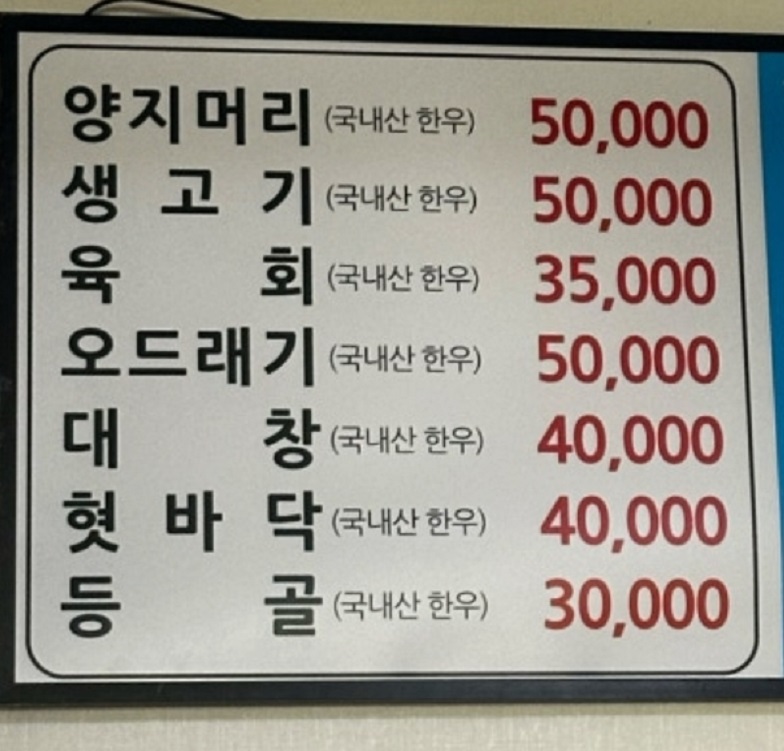 양지머리 (국내산 한우) 50,000
생고기 (국내산 한우) 50,000
육회 (국내산 한우) 35,000
오드래기 (국내산 한우) 50,000
대창 (국내산 한우) 40,000
혓바닥 (국내산 한우) 40,000
등골 (국내산 한우) 30,000